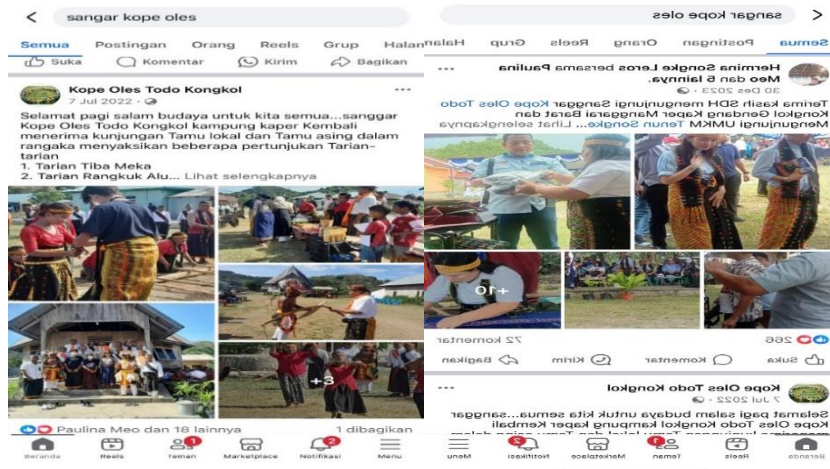 sangar kope oles
Semua Postingan Orang Reels Grup Halam
Suka Komentar Kirim Bagikan
Kope Oles Todo Kongkol
7 Jul 2022
Selamat pagi salam budaya untuk kita semua...sanggar
Kope Oles Todo Kongkol kampung kaper Kembali
menerima kunjungan Tamu lokal dan Tamu asing dalam
rangaka menyaksikan beberapa pertunjukan Tarian-
tarian
1. Tarian Tiba Meka
2. Tarian Rangkuk Alu... Lihat selengkapnya
+3
Paulina Meo dan 18 lainnya 1 dibagikan
Beranda Reels Teman Marketplace Notifikasi Menu
1 2
sangar kope oles
Semua Postingan Orang Reels Grup Halam
Hermina Songko Leros bersama Paulina
Meo dan 6 lainnya.
30 Des 2023
Terima kasih SDH mengunjungi Sanggar Kope Oles Todo
Kongkol Gendang Kaper Manggarai Barat dan
Mengunjungi UMKM Tenun Songke... Lihat selengkapnya
+10
266 72 komentar
Suka Komentar Kirim Bagikan
Kope Oles Todo Kongkol
7 Jul 2022
Selamat pagi salam budaya untuk kita semua...sanggar
Kope Oles Todo Kongkol kampung kaper Kembali
Beranda Reels Teman Marketplace Notifikasi Menu
1 2